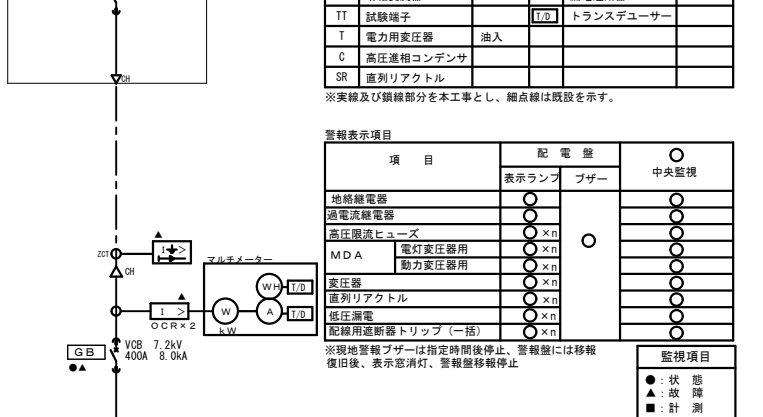 TT 試験端子 T/D トランスデューサー
T 電力用変圧器 油入
C 高圧進相コンデンサ
SR 直列リアクトル
※実線及び鎖線部分を本工事とし、細点線は既設を示す。
CH
警報表示項目
項 目 配 電 盤 ○
中央監視
表示ランプ ブザー
地絡継電器 ○ ○
過電流継電器 ○ ○
高圧限流ヒューズ ○×n ○
MDA 電灯変圧器用 ○×n ○ ○
動力変圧器用 ○×n ○
変圧器 ○×n ○
直列リアクトル ○×n ○
低圧漏電 ○×n ○
配線用遮断器トリップ（一括） ○×n ○
※現地警報ブザーは指定時間後停止、警報盤には移報
復旧後、表示窓消灯、警報盤移報停止
監視項目
●：状 態
▲：故 障
■：計 測
▲
ZCT I >
CH
マルチメーター
WH T/D
▲
I > W A T/D
OCR×2
kW
GB VCB 7.2kV
400A 8.0kA
●▲